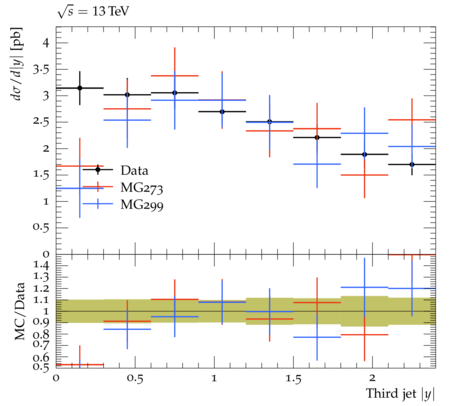 √s = 13 TeV
dσ/d|y| [pb]
4
3.5
3
2.5
2
1.5
1
0.5
0
Data
MG273
MG299
MC/Data
1.4
1.3
1.2
1.1
1
0.9
0.8
0.7
0.6
0.5
0 0.5 1 1.5 2
Third jet |y|